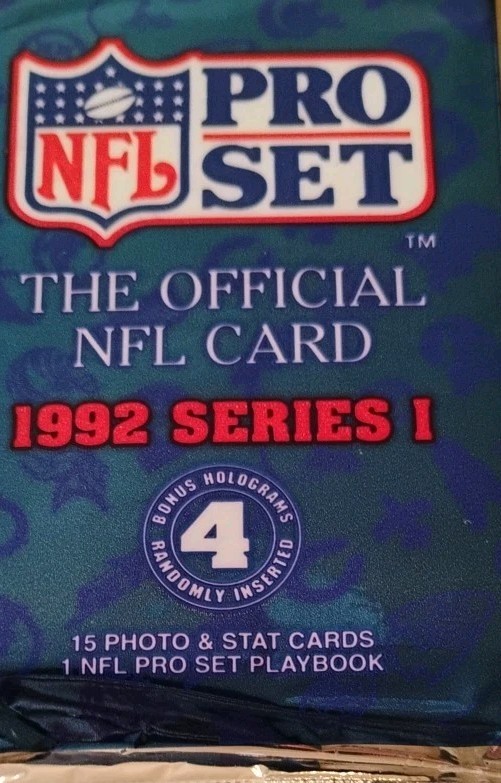 NFL
PRO
SET
TM
THE OFFICIAL
NFL CARD
1992 SERIES I
BONUS HOLOGRAMS
4
RANDOMLY INSERTED
15 PHOTO & STAT CARDS
1 NFL PRO SET PLAYBOOK